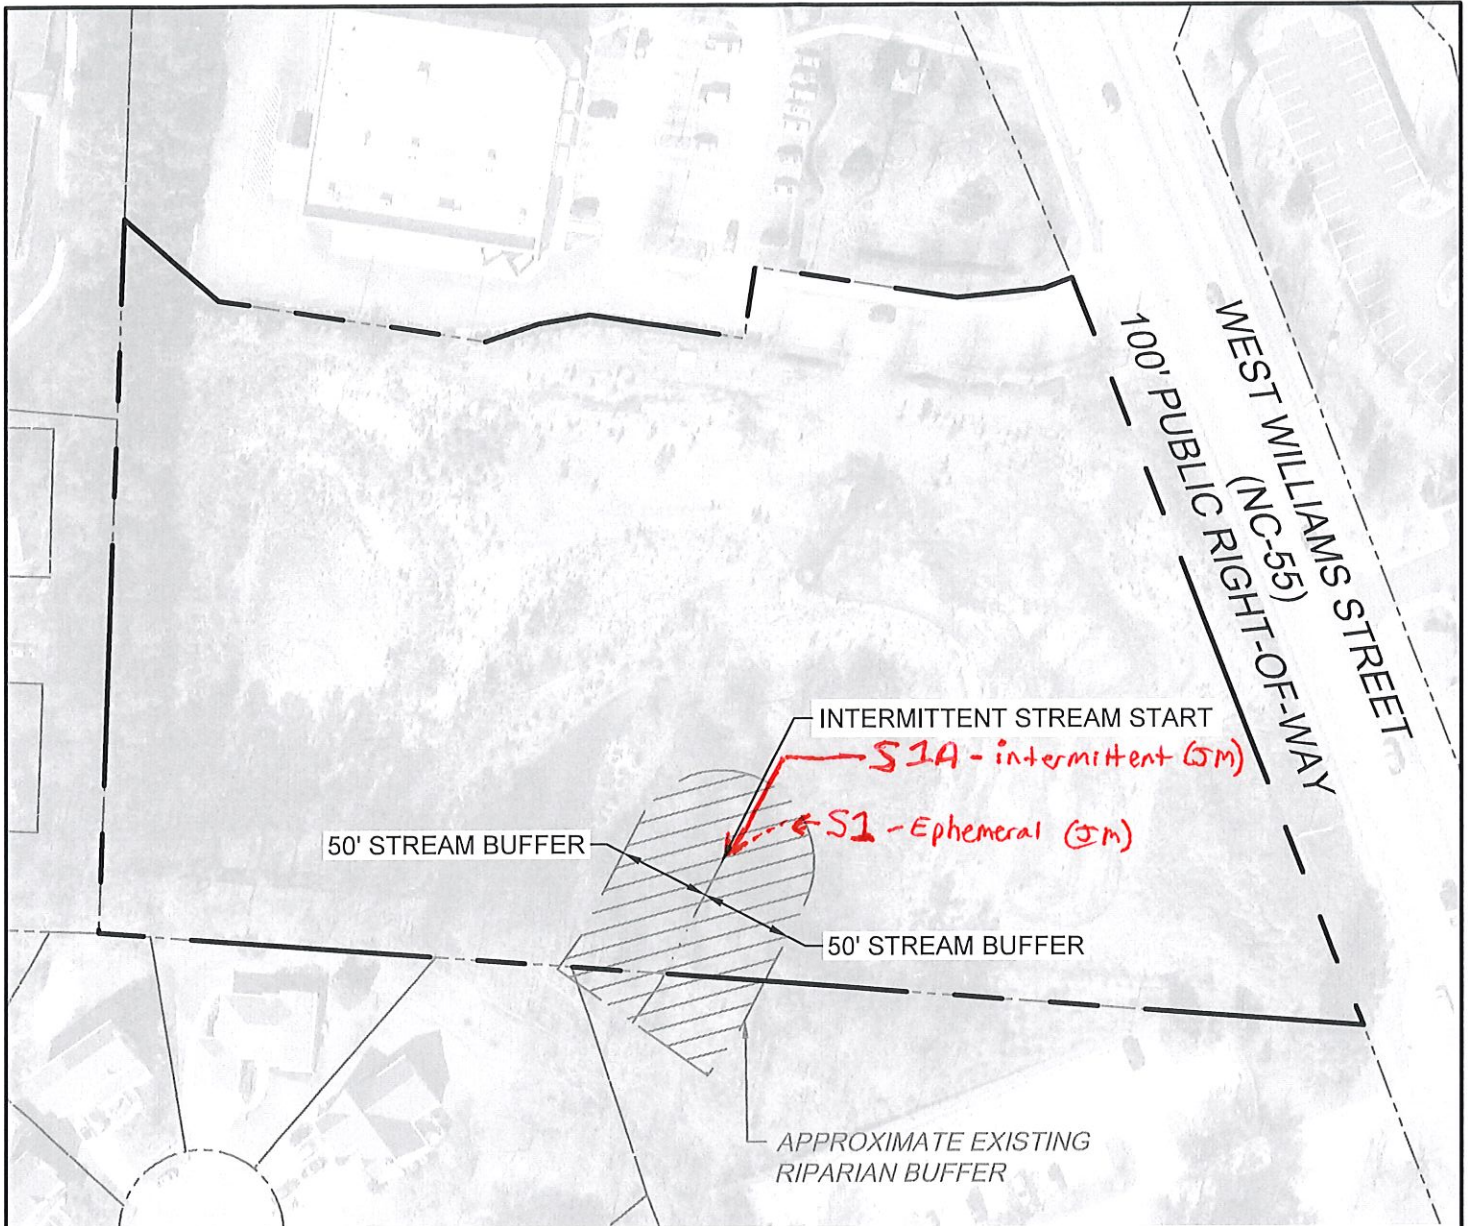 WEST WILLIAMS STREET
(NC-55)
100' PUBLIC RIGHT-OF-WAY
INTERMITTENT STREAM START
S1A - intermittent (JM)
S1 - Ephemeral (JM)
50' STREAM BUFFER
50' STREAM BUFFER
APPROXIMATE EXISTING
RIPARIAN BUFFER